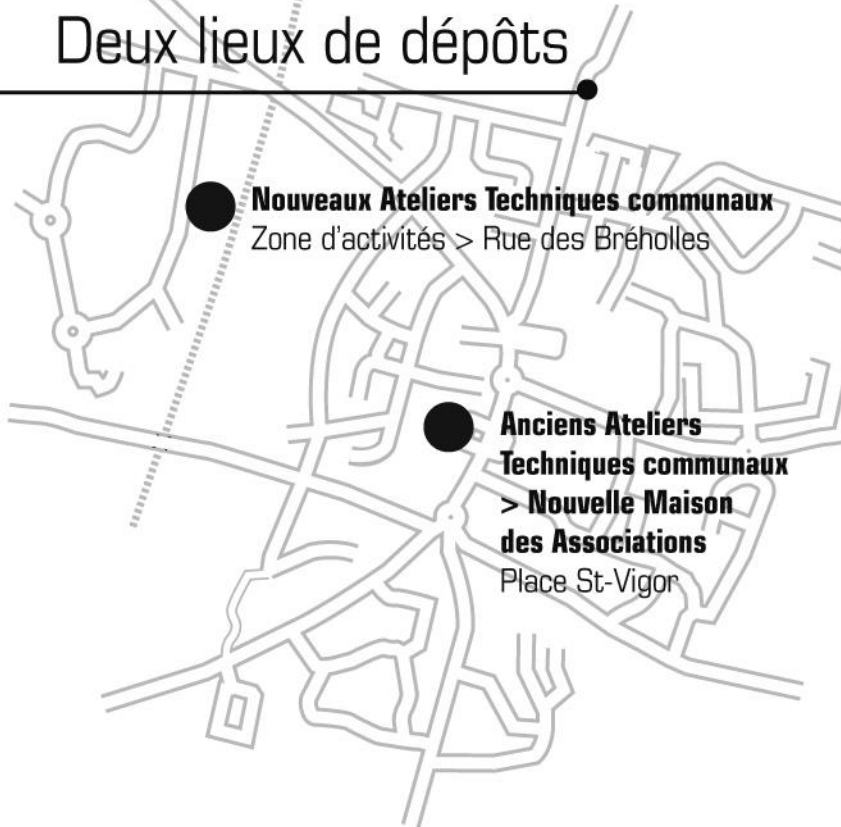 Deux lieux de dépôts
Nouveaux Ateliers Techniques communaux
Zone d'activités > Rue des Bréholles
Anciens Ateliers
Techniques communaux
> Nouvelle Maison
des Associations
Place St-Vigor